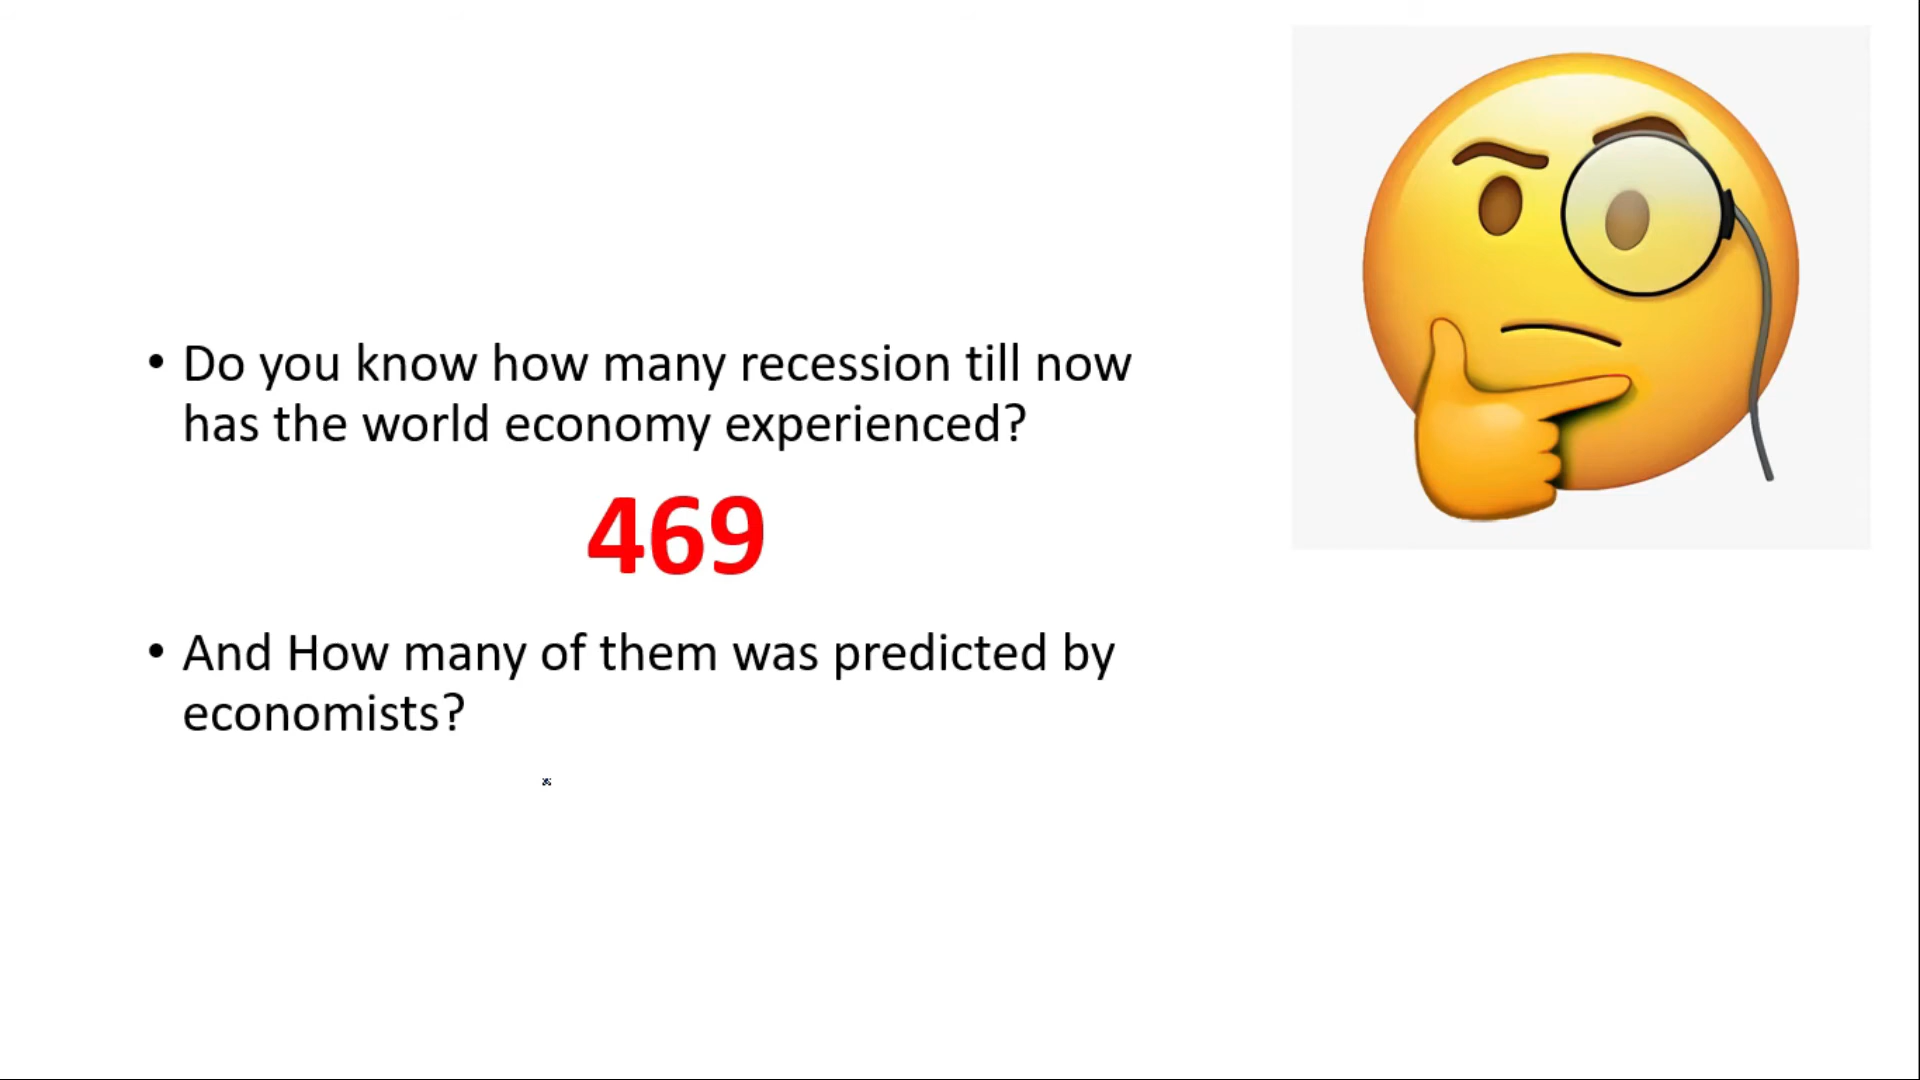 • Do you know how many recession till now
has the world economy experienced?
469
• And How many of them was predicted by
economists?